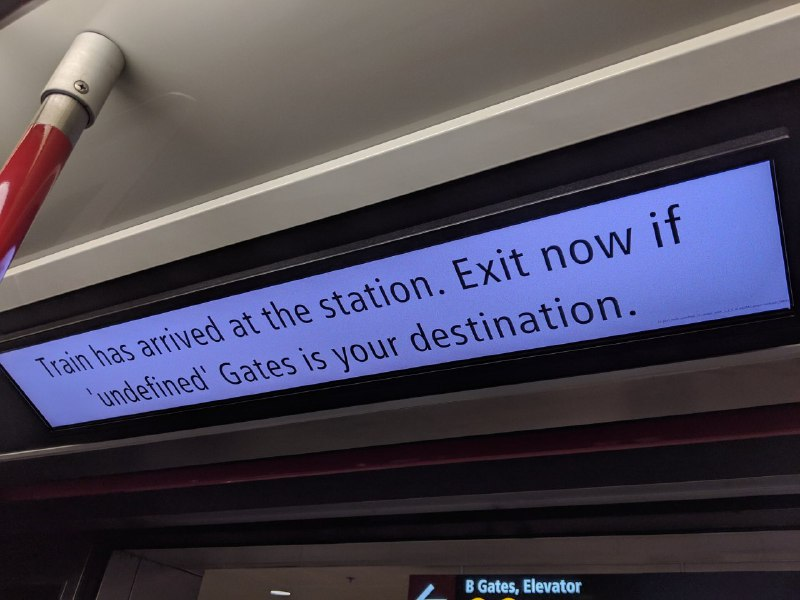 Train has arrived at the station. Exit now if
'undefined' Gates is your destination.
B Gates, Elevator